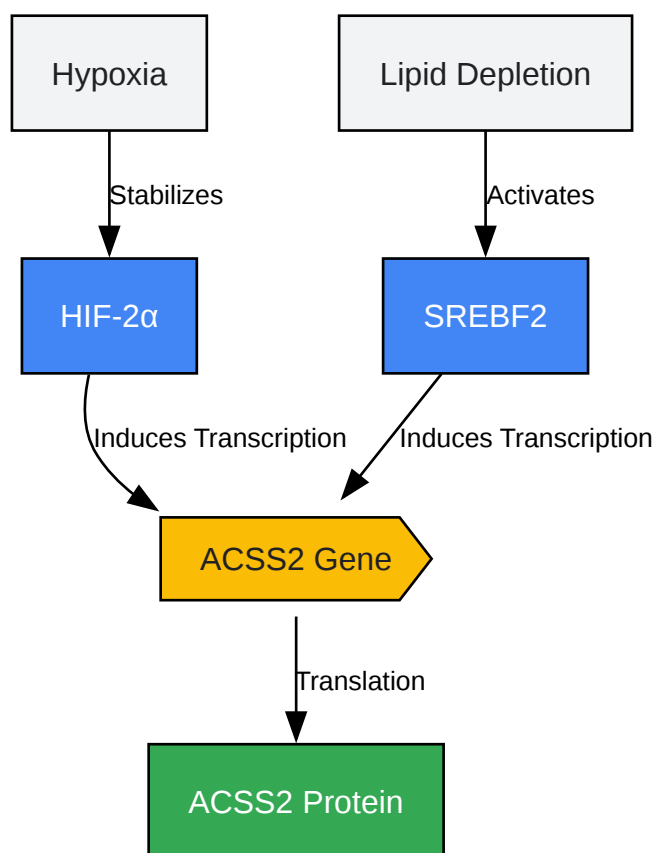 Hypoxia
Lipid Depletion
Stabilizes
Activates
HIF-2α
SREBF2
Induces Transcription
Induces Transcription
ACSS2 Gene
Translation
ACSS2 Protein